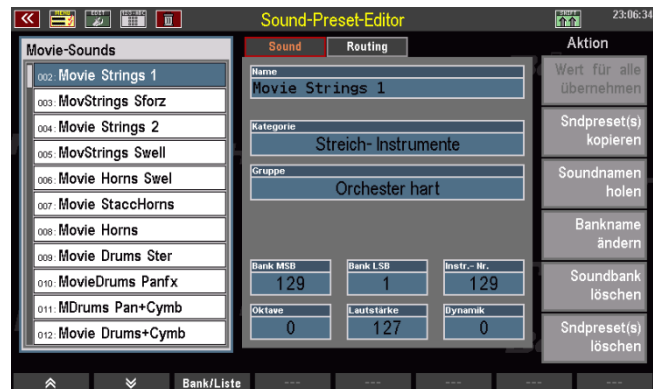 MENU
EDIT
Sound-Preset-Editor
23:06:34
Movie-Sounds
002: Movie Strings 1
003: MovStrings Sforz
004: Movie Strings 2
005: MovStrings Swell
006: Movie Horns Swel
007: Movie StaccHorns
008: Movie Horns
009: Movie Drums Ster
010: MovieDrums Panfx
011: MDrums Pan+Cymb
012: Movie Drums+Cymb
Sound Routing
Name
Movie Strings 1
Kategorie
Streich- Instrumente
Gruppe
Orchester hart
Bank MSB Bank LSB Instr.- Nr.
129 1 129
Oktave Lautstärke Dynamik
0 127 0
Aktion
Wert für alle
übernehmen
Sndpreset(s)
kopieren
Soundnamen
holen
Bankname
ändern
Soundbank
löschen
Sndpreset(s)
löschen
Bank/Liste --- --- --- --- ---